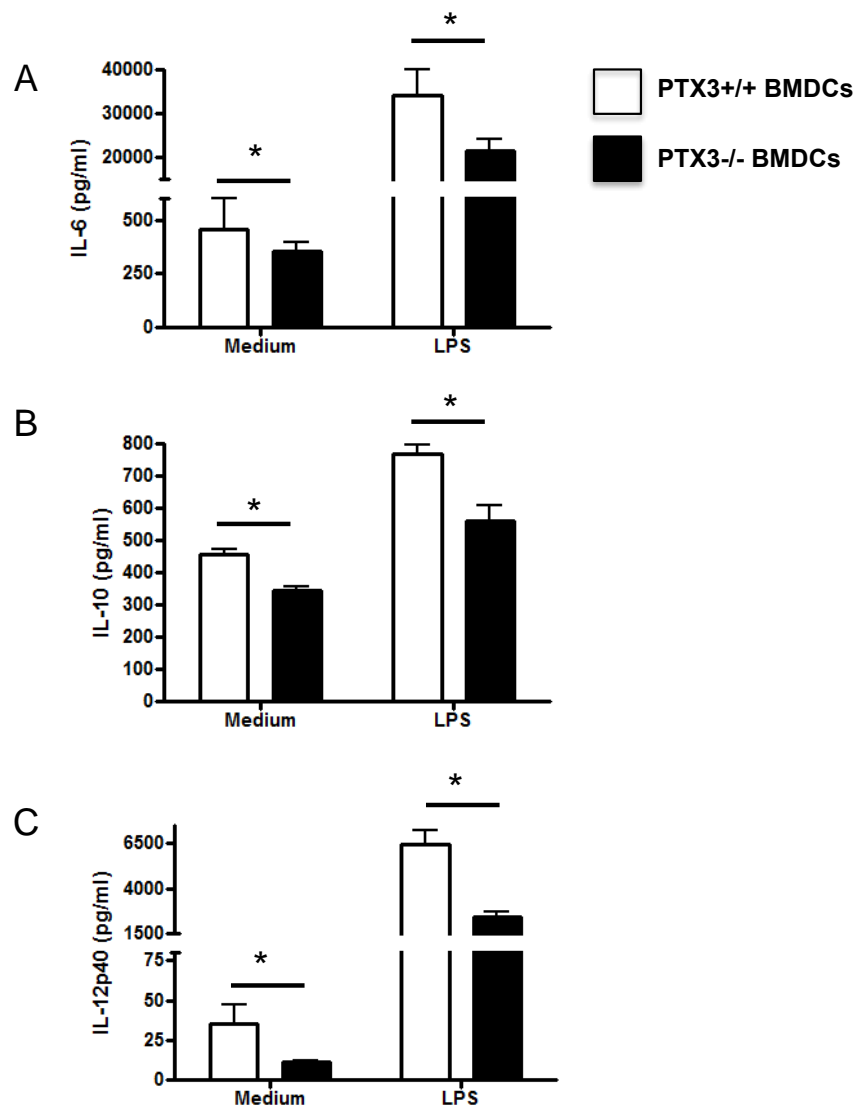 A
*
40000
30000
20000
500
250
0
IL-6 (pg/ml)
*
Medium
LPS
PTX3+/+ BMDCs
PTX3-/- BMDCs
B
*
800
700
600
500
400
300
200
100
0
IL-10 (pg/ml)
*
Medium
LPS
C
*
6500
4000
1500
75
50
25
0
IL-12p40 (pg/ml)
*
Medium
LPS